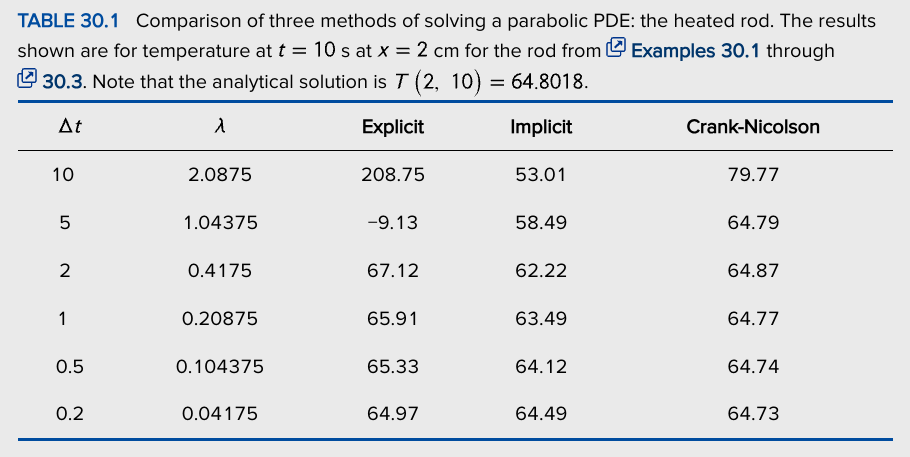 TABLE 30.1 Comparison of three methods of solving a parabolic PDE: the heated rod. The results
shown are for temperature at t = 10 s at x = 2 cm for the rod from Examples 30.1 through
30.3. Note that the analytical solution is T (2, 10) = 64.8018.
Δt λ Explicit Implicit Crank-Nicolson
10 2.0875 208.75 53.01 79.77
5 1.04375 −9.13 58.49 64.79
2 0.4175 67.12 62.22 64.87
1 0.20875 65.91 63.49 64.77
0.5 0.104375 65.33 64.12 64.74
0.2 0.04175 64.97 64.49 64.73